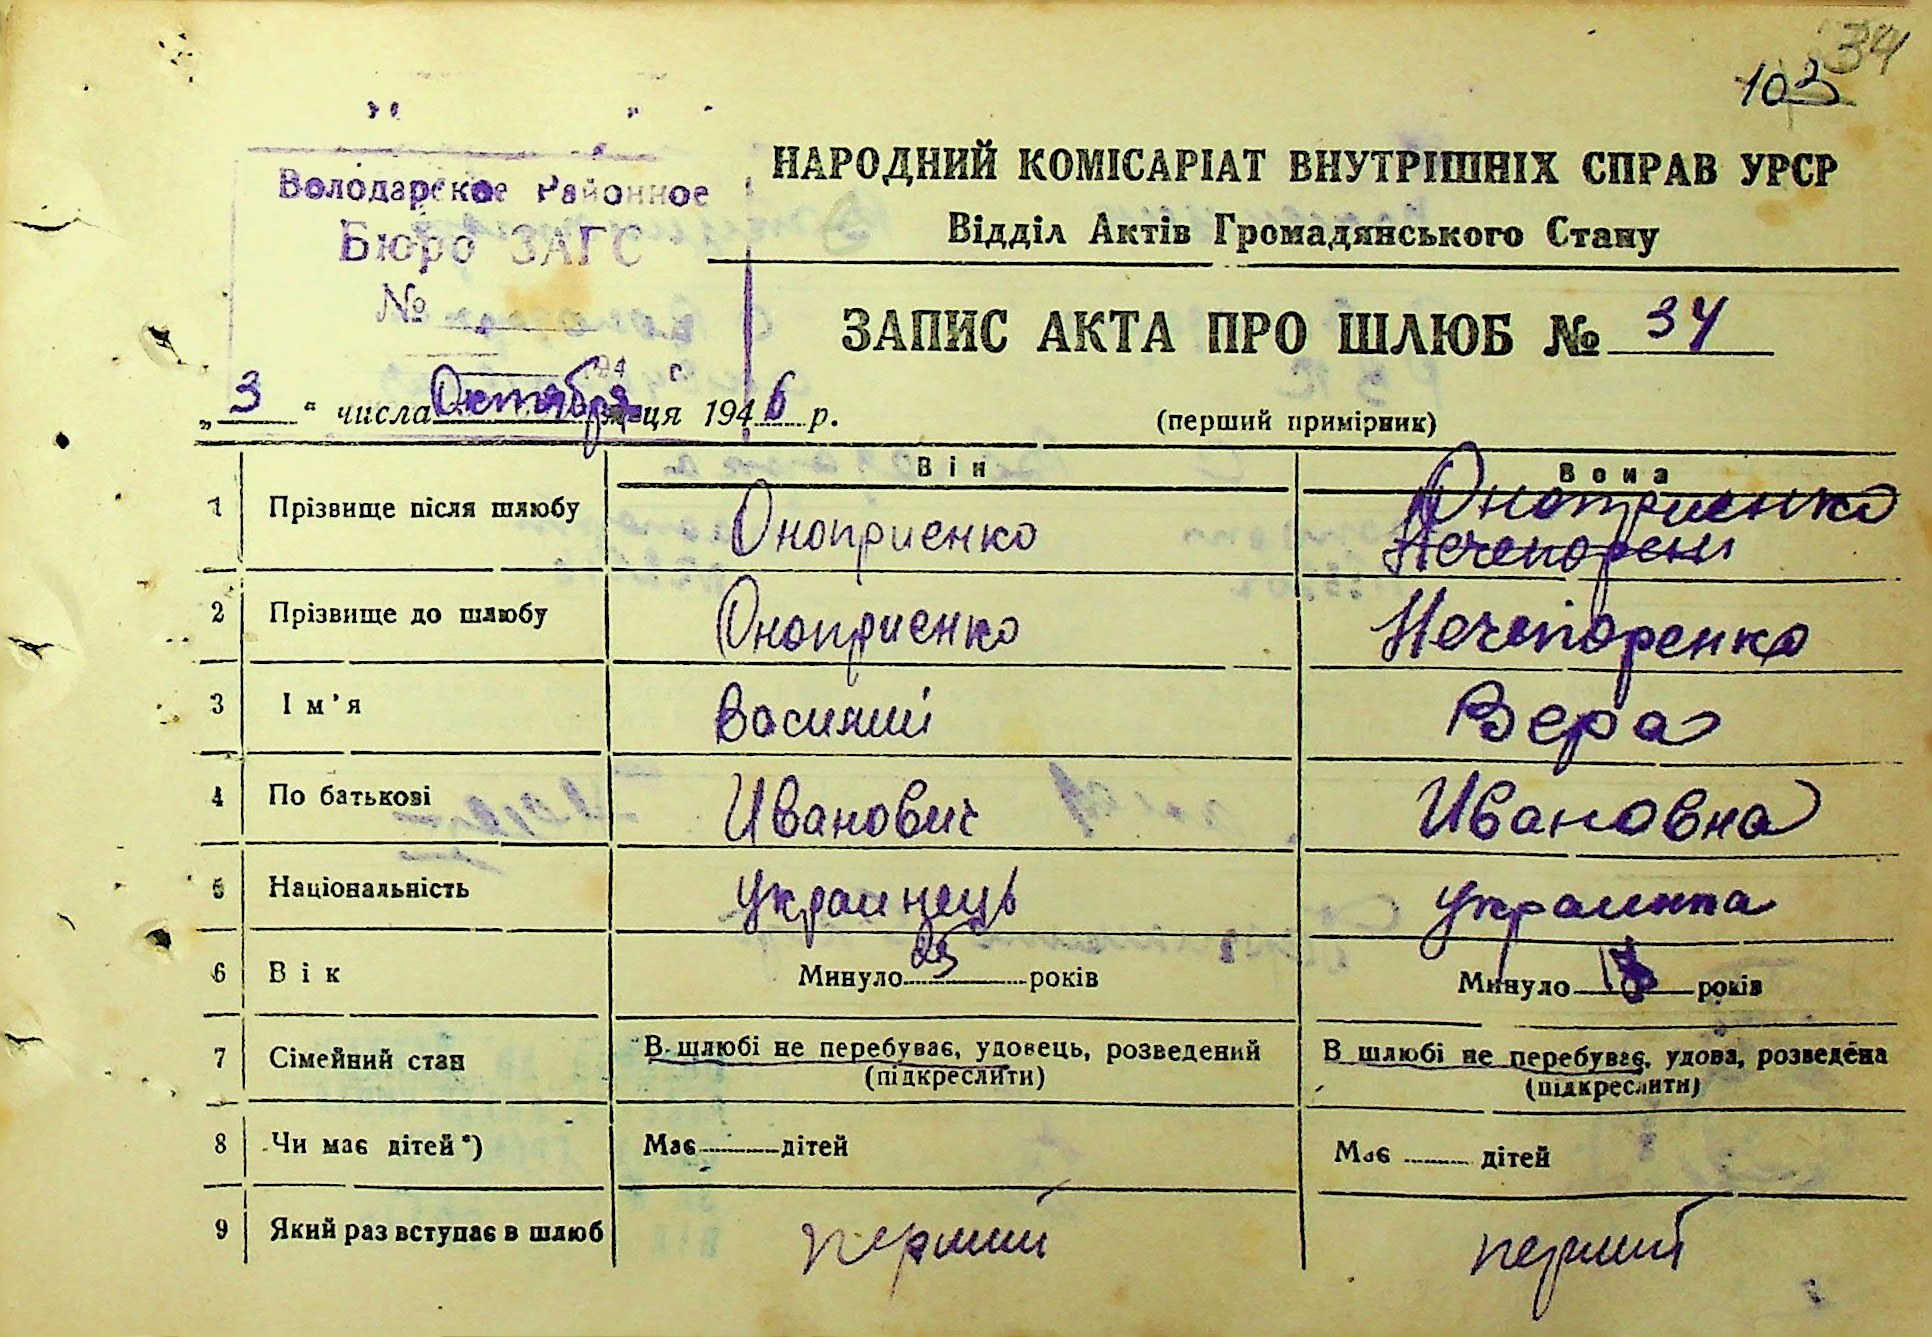 34
103
Володарское Районное
Бюро ЗАГС
№
194 г.
НАРОДНИЙ КОМІСАРІАТ ВНУТРІШНІХ СПРАВ УРСР
Відділ Актів Громадянського Стану
ЗАПИС АКТА ПРО ШЛЮБ № 34
„3“ числа Октября ця 1946 р.
(перший примірник)
Він Вона
1 Прізвище після шлюбу Оноприенко Оноприенко
Нечепорен
2 Прізвище до шлюбу Оноприенко Нечепоренко
3 Ім'я Василий Вера
4 По батькові Иванович Ивановна
5 Національність украинець украинка
6 Вік Минуло 25 років Минуло 18 років
7 Сімейний стан В шлюбі не перебуває, удовець, розведений В шлюбі не перебуває, удова, розведена
(підкреслити) (підкреслити)
8 Чи має дітей*) Має дітей Має дітей
9 Який раз вступає в шлюб перший перший